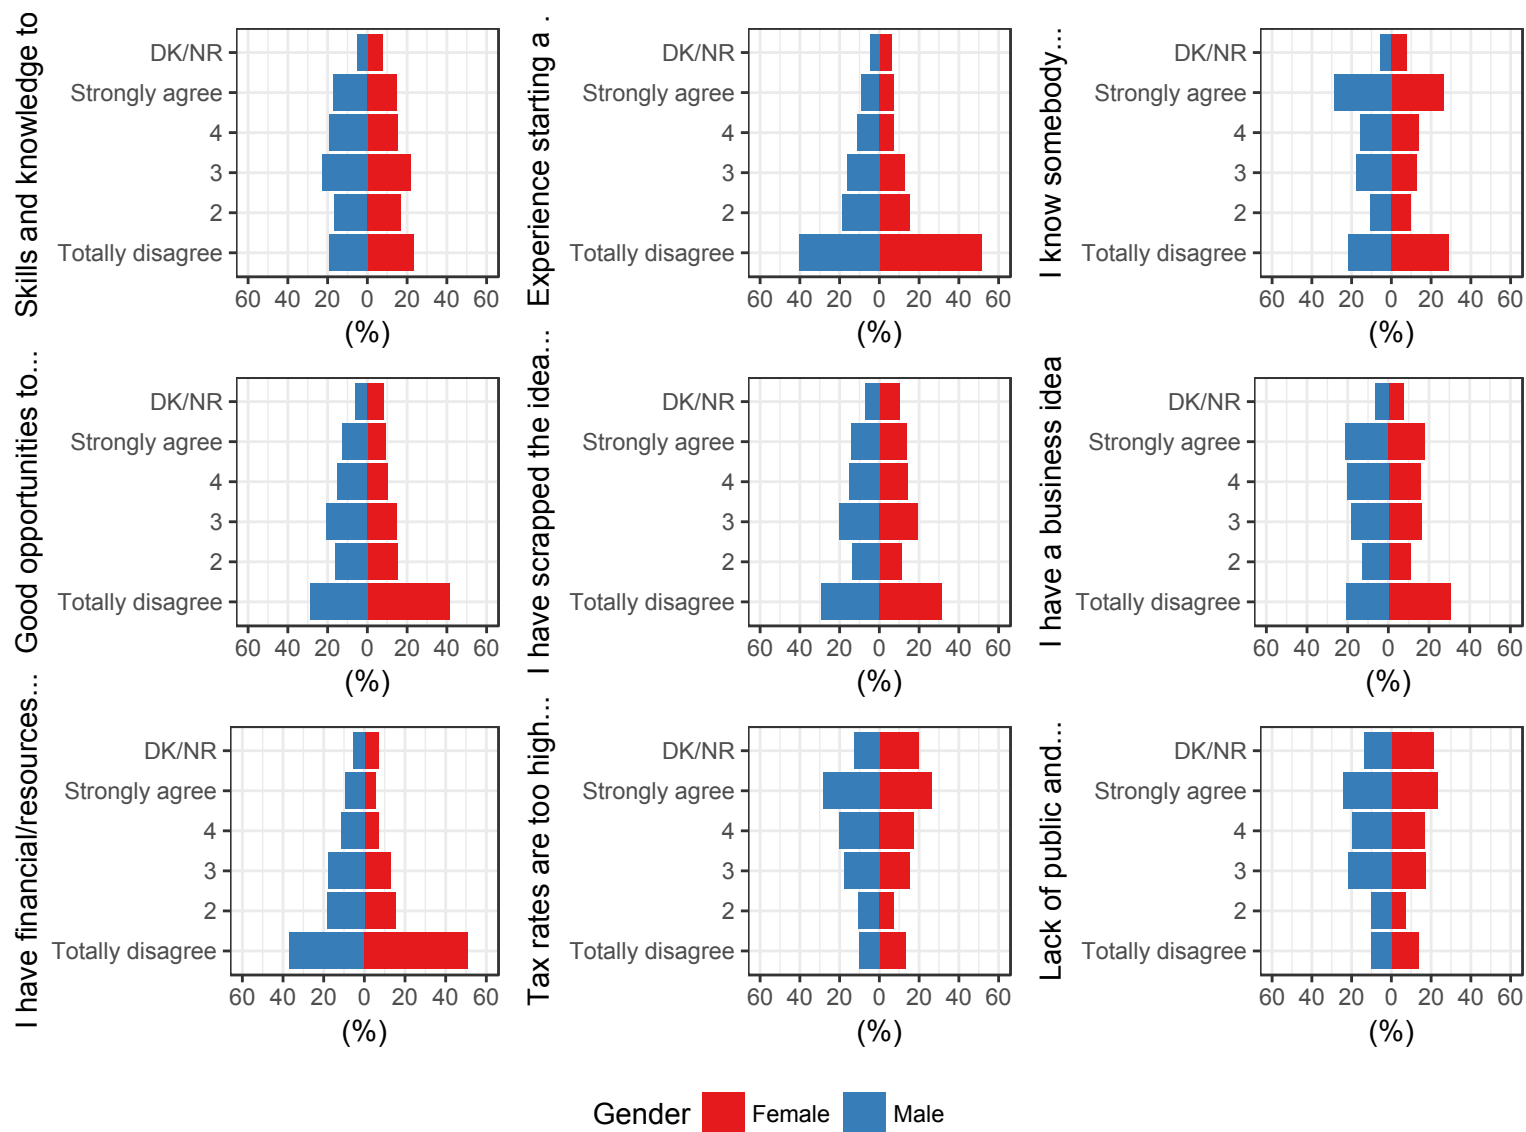 Skills and knowledge to
DK/NR
Strongly agree
4
3
2
Totally disagree
60 40 20 0 20 40 60
(%)
Experience starting a .
DK/NR
Strongly agree
4
3
2
Totally disagree
60 40 20 0 20 40 60
(%)
I know somebody...
DK/NR
Strongly agree
4
3
2
Totally disagree
60 40 20 0 20 40 60
(%)
Good opportunities to...
DK/NR
Strongly agree
4
3
2
Totally disagree
60 40 20 0 20 40 60
(%)
I have scrapped the idea...
DK/NR
Strongly agree
4
3
2
Totally disagree
60 40 20 0 20 40 60
(%)
I have a business idea
DK/NR
Strongly agree
4
3
2
Totally disagree
60 40 20 0 20 40 60
(%)
I have financial/resources...
DK/NR
Strongly agree
4
3
2
Totally disagree
60 40 20 0 20 40 60
(%)
Tax rates are too high...
DK/NR
Strongly agree
4
3
2
Totally disagree
60 40 20 0 20 40 60
(%)
Lack of public and...
DK/NR
Strongly agree
4
3
2
Totally disagree
60 40 20 0 20 40 60
(%)
Gender Female Male